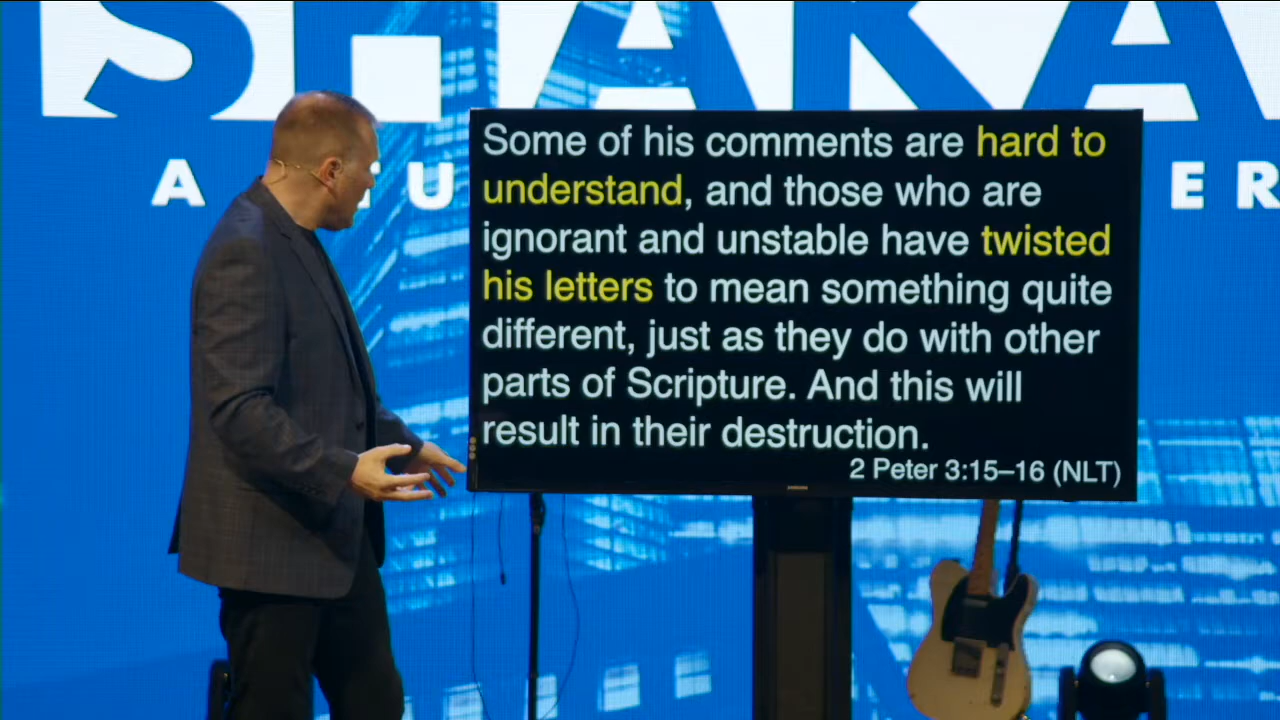 Some of his comments are hard to
understand, and those who are
ignorant and unstable have twisted
his letters to mean something quite
different, just as they do with other
parts of Scripture. And this will
result in their destruction.
2 Peter 3:15–16 (NLT)